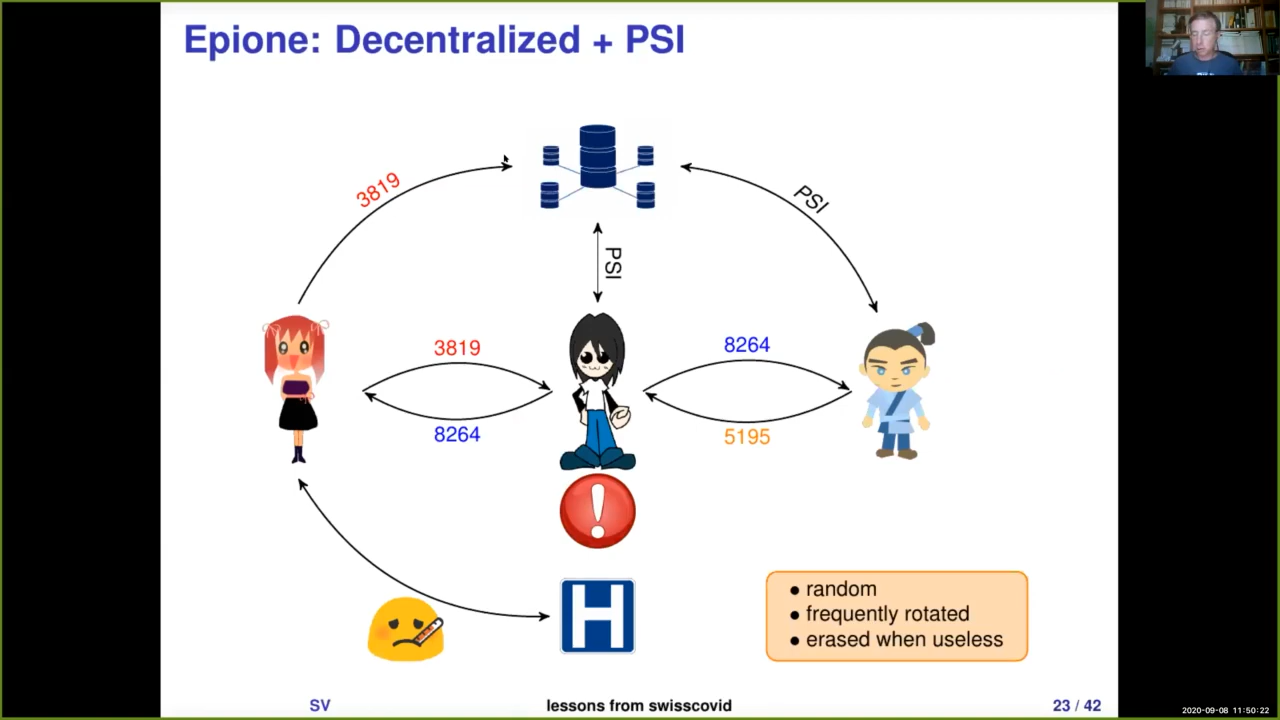 Epione: Decentralized + PSI
3819
PSI
PSI
3819
8264
8264
5195
H
• random
• frequently rotated
• erased when useless
SV
lessons from swisscovid
23 / 42
2020-09-08 11:50:22